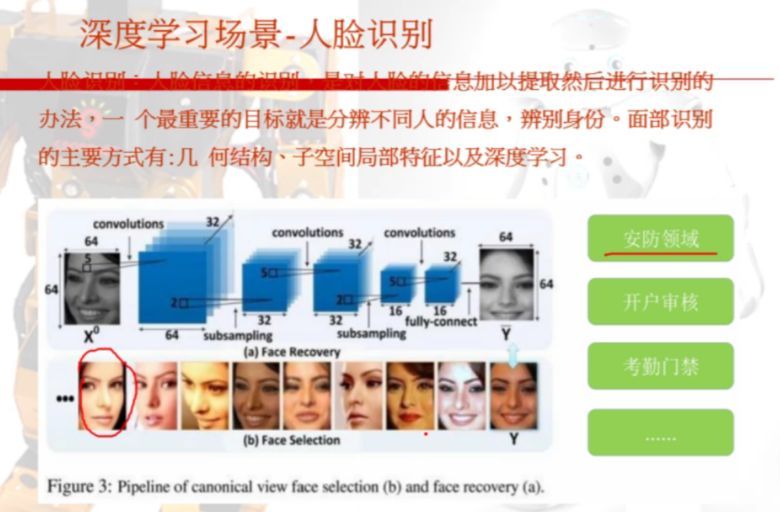 深度学习场景-人脸识别
人脸识别：人脸信息的识别，是对人脸的信息加以提取然后进行识别的
办法，一 个最重要的目标就是分辨不同人的信息，辨别身份。面部识别
的主要方式有:几 何结构、子空间局部特征以及深度学习。
convolutions
32
convolutions
32
convolutions
64
64
5
64
32
5
2
5
2
64
64
X⁰
64
subsampling
32
32
subsampling
16
16
fully-connect
Ȳ
(a) Face Recovery
•••
(b) Face Selection
Y
安防领域
开户审核
考勤门禁
......
Figure 3: Pipeline of canonical view face selection (b) and face recovery (a).